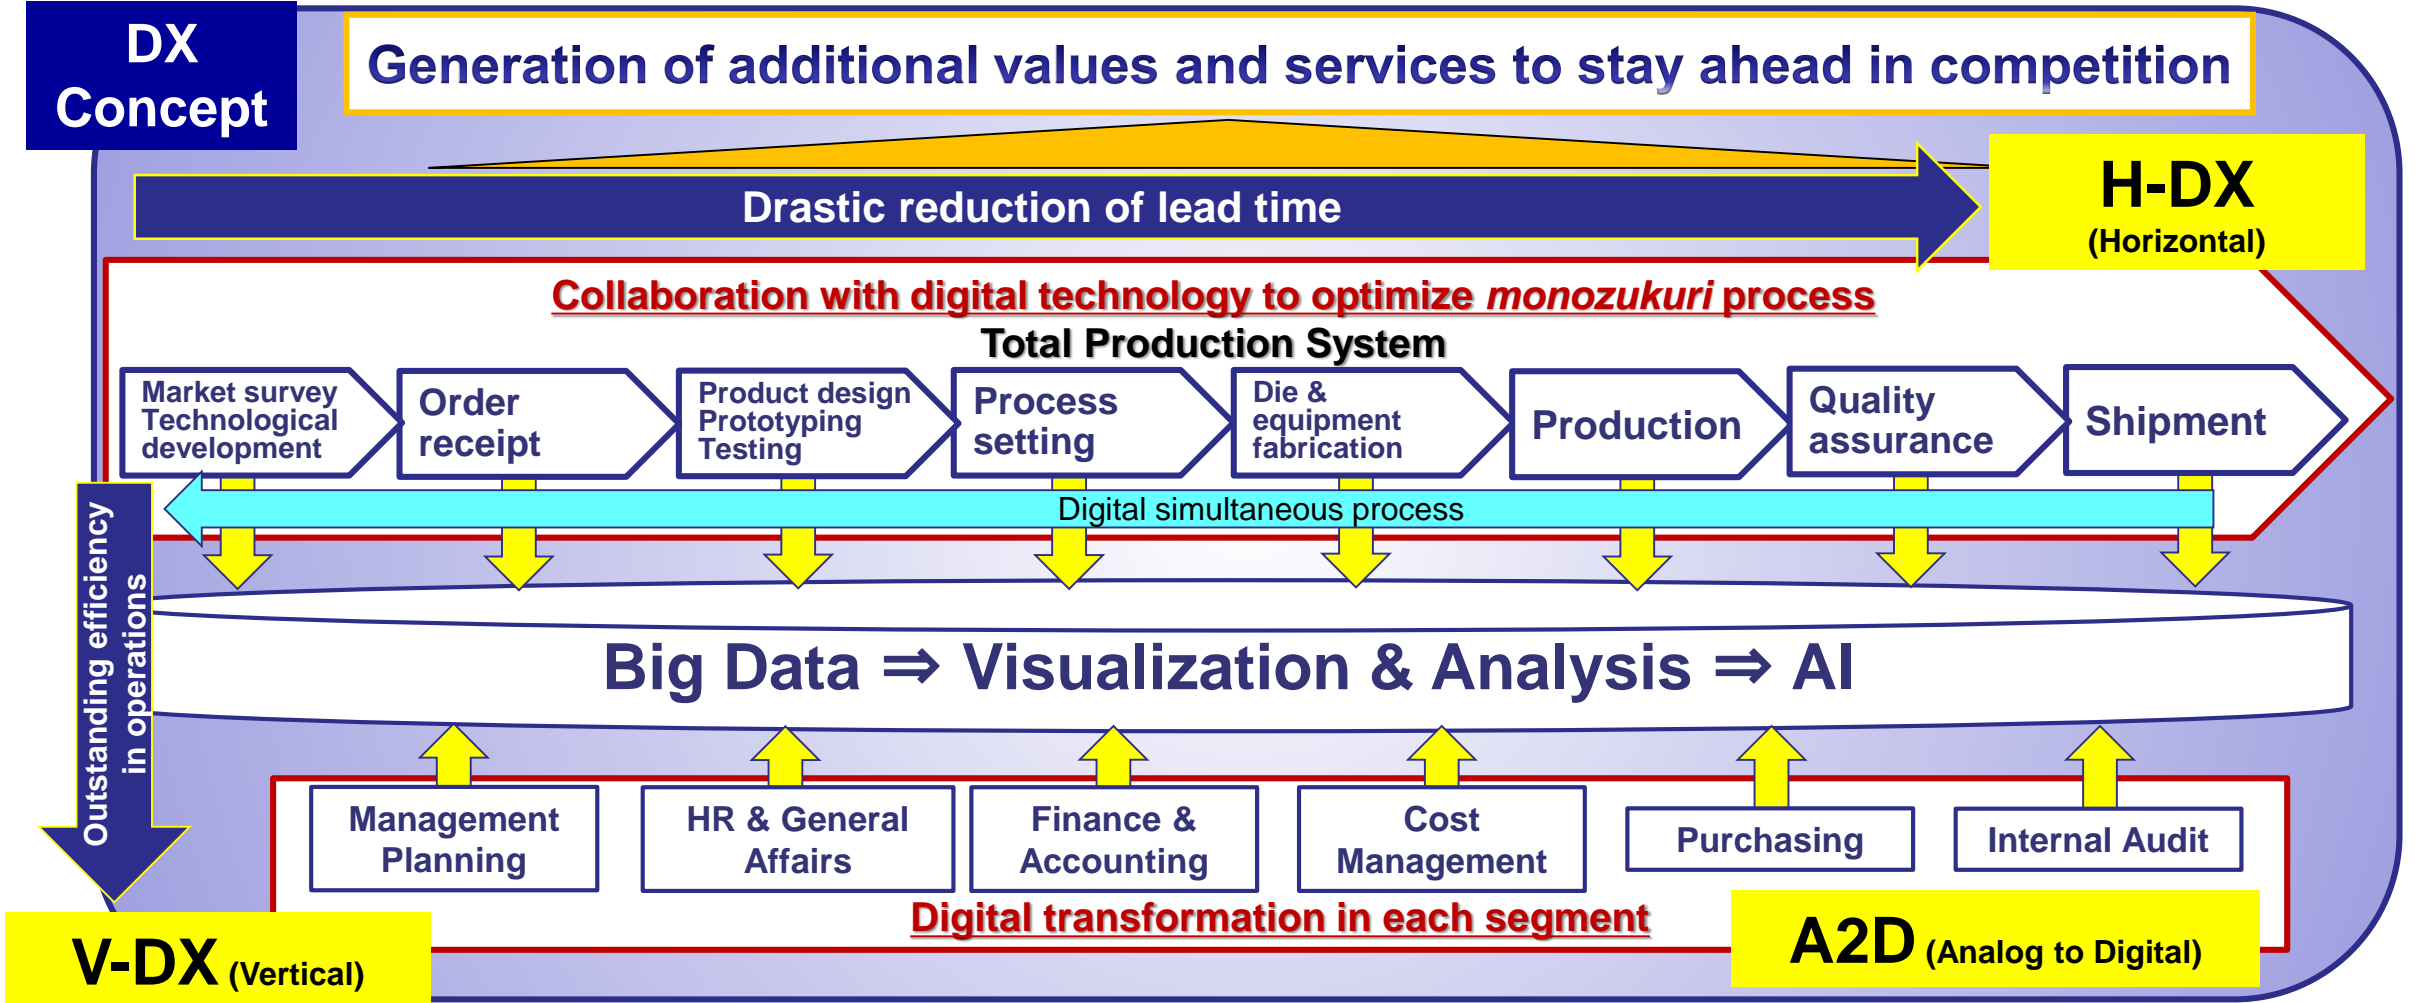 DX
Concept
Generation of additional values and services to stay ahead in competition
Drastic reduction of lead time
H-DX
(Horizontal)
Collaboration with digital technology to optimize monozukuri process
Total Production System
Market survey
Technological
development
Order
receipt
Product design
Prototyping
Testing
Process
setting
Die &
equipment
fabrication
Production
Quality
assurance
Shipment
Digital simultaneous process
Outstanding efficiency
in operations
Big Data ⇒ Visualization & Analysis ⇒ AI
Management
Planning
HR & General
Affairs
Finance &
Accounting
Cost
Management
Purchasing
Internal Audit
Digital transformation in each segment
V-DX (Vertical)
A2D (Analog to Digital)